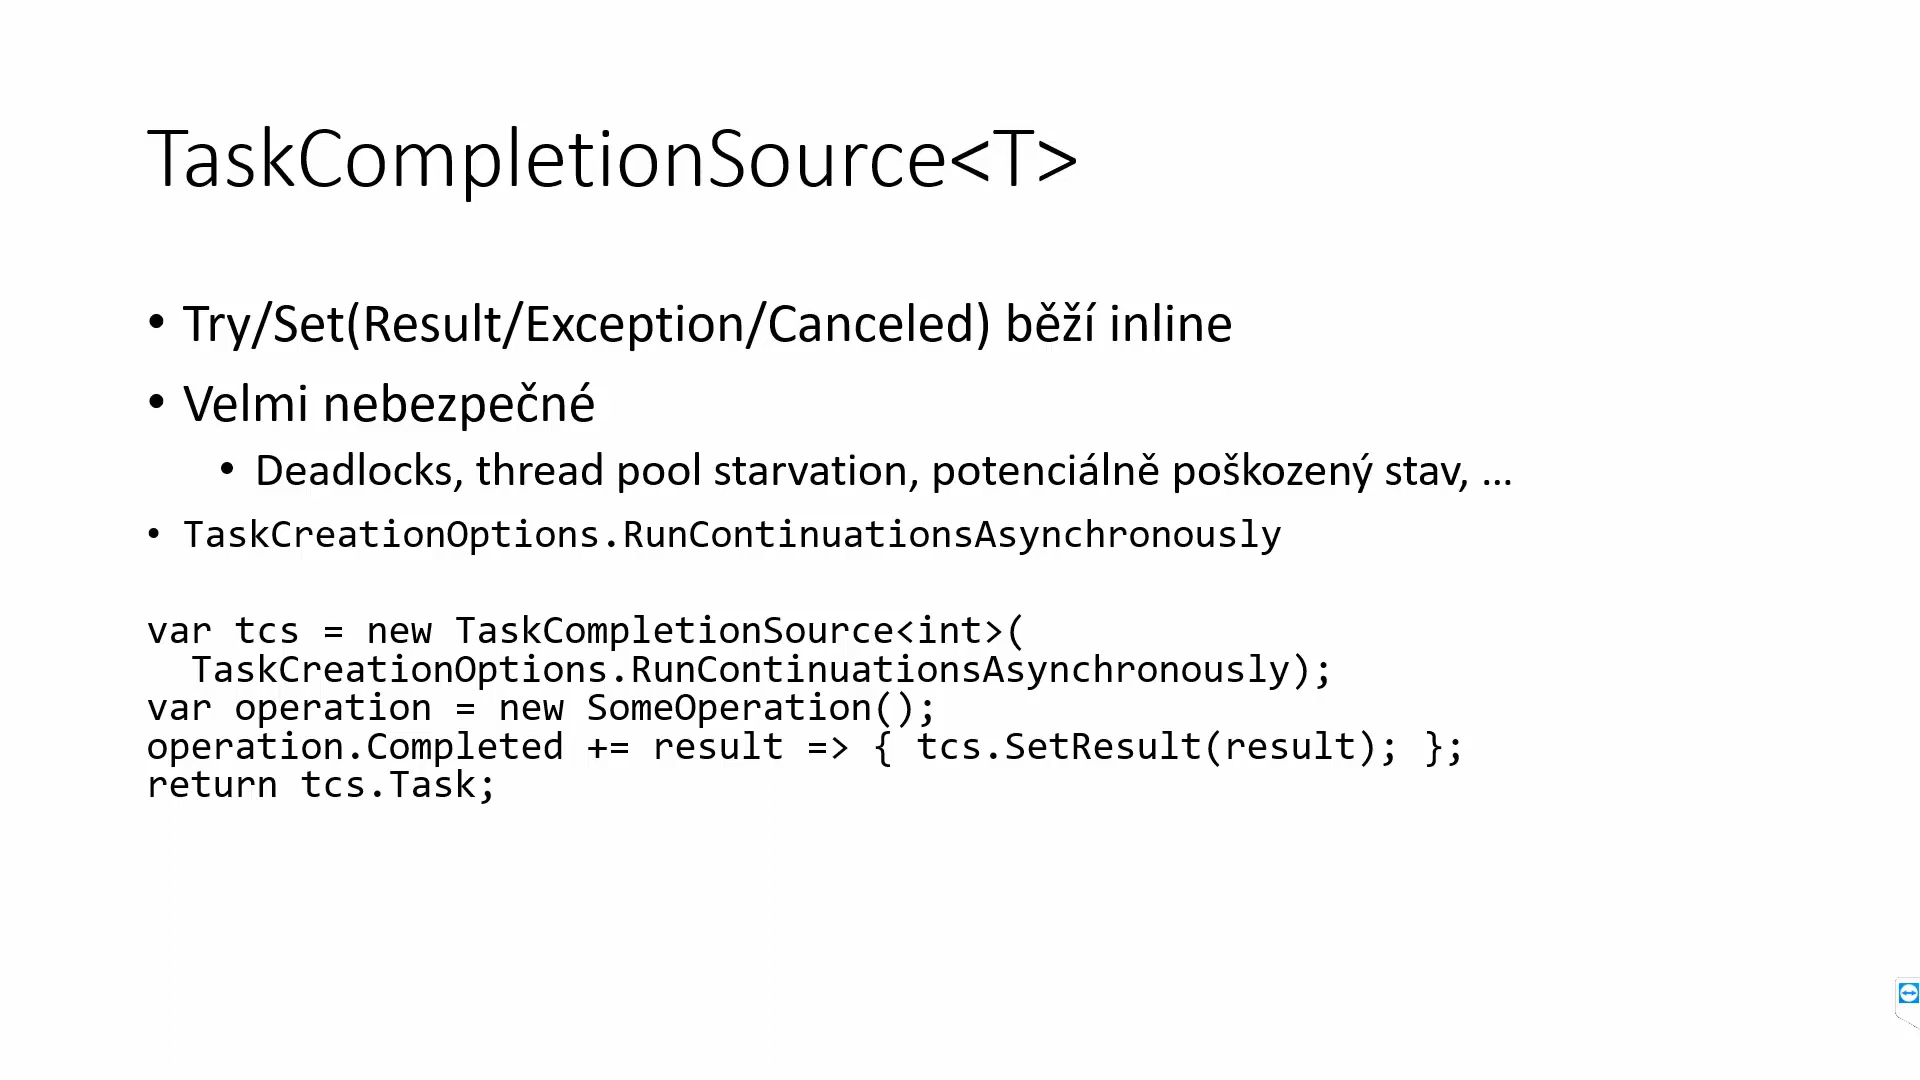 TaskCompletionSource<T>
• Try/Set(Result/Exception/Canceled) běží inline
• Velmi nebezpečné
• Deadlocks, thread pool starvation, potenciálně poškozený stav, ...
• TaskCreationOptions.RunContinuationsAsynchronously
var tcs = new TaskCompletionSource<int>(
  TaskCreationOptions.RunContinuationsAsynchronously);
var operation = new SomeOperation();
operation.Completed += result => { tcs.SetResult(result); };
return tcs.Task;